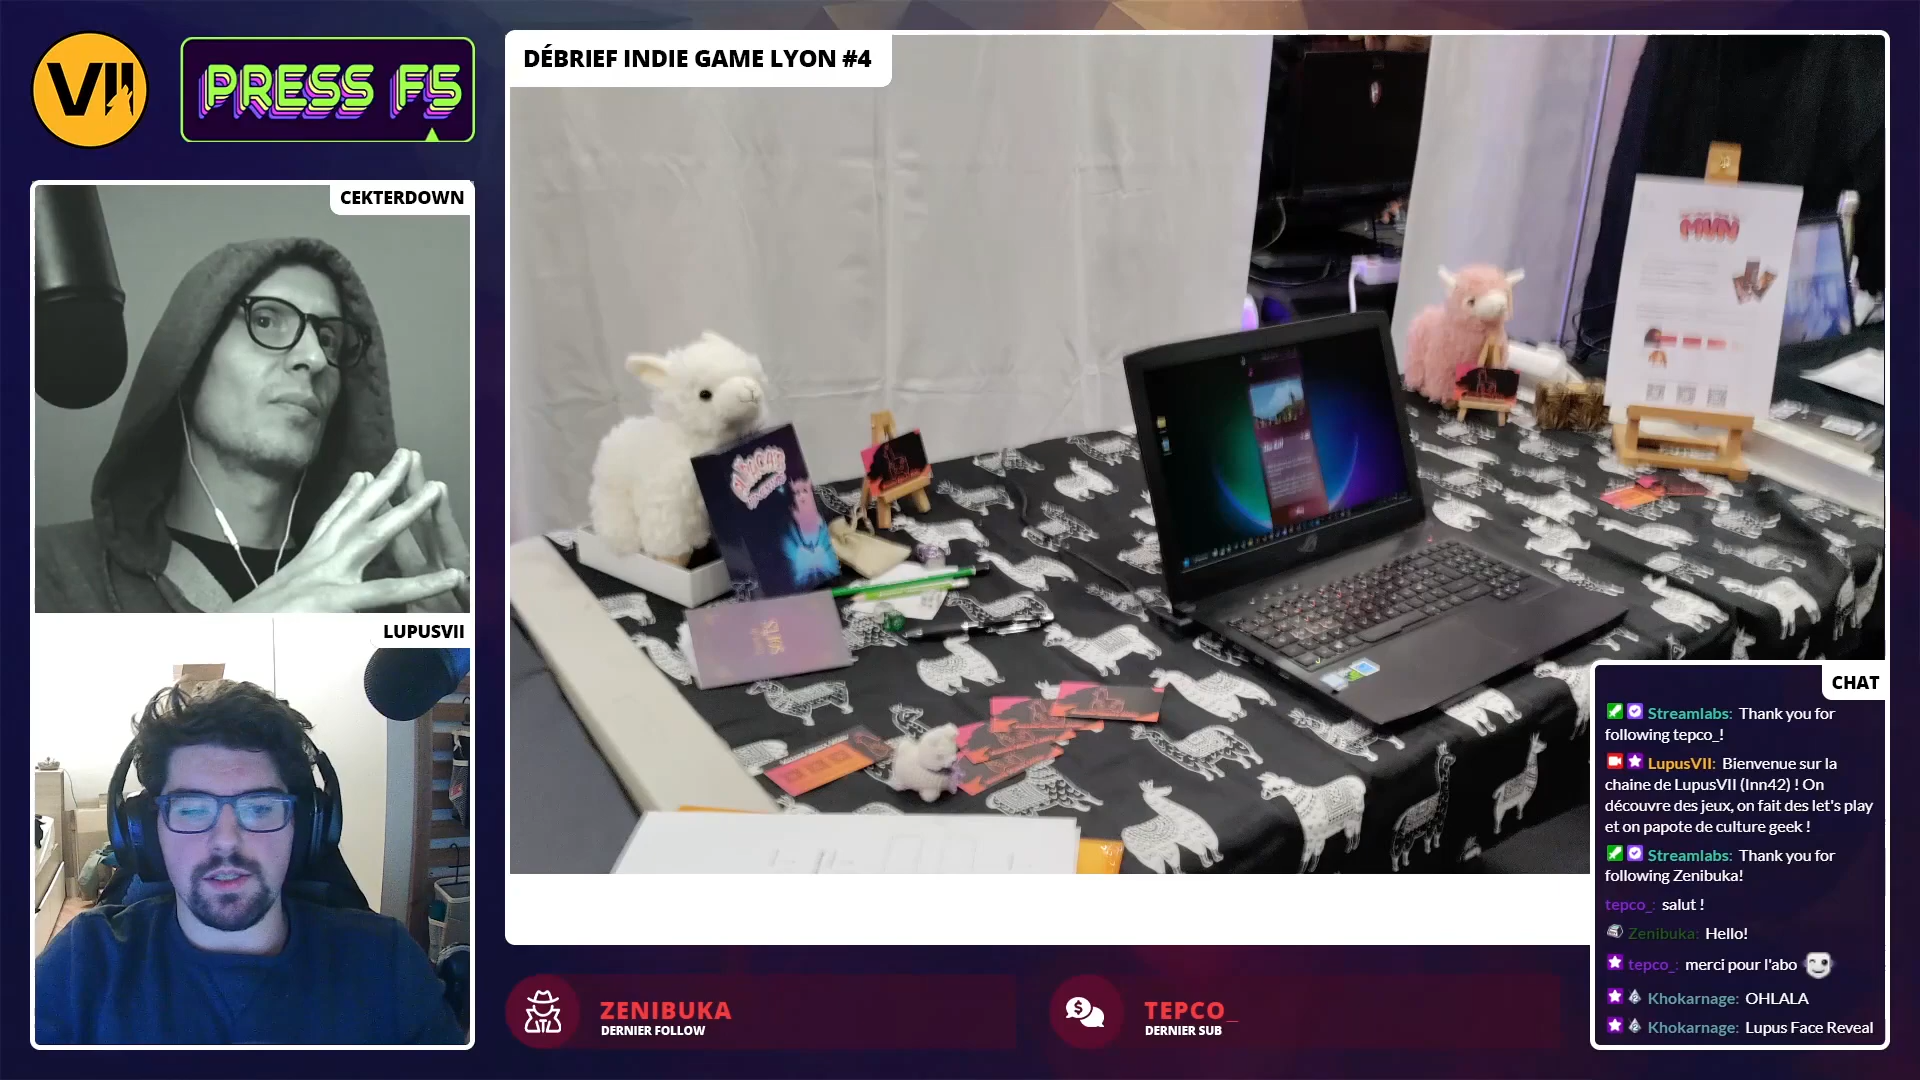 VII
PRESS F5
DÉBRIEF INDIE GAME LYON #4
CEKTERDOWN
LUPUSVII
MVN
CHAT
Streamlabs: Thank you for
following tepco_!
LupusVII: Bienvenue sur la
chaine de LupusVII (Inn42) ! On
découvre des jeux, on fait des let's play
et on papote de culture geek !
Streamlabs: Thank you for
following Zenibuka!
tepco_: salut !
Zenibuka: Hello!
tepco_: merci pour l'abo
Khokarnage: OHLALA
Khokarnage: Lupus Face Reveal
ZENIBUKA
DERNIER FOLLOW
TEPCO_
DERNIER SUB